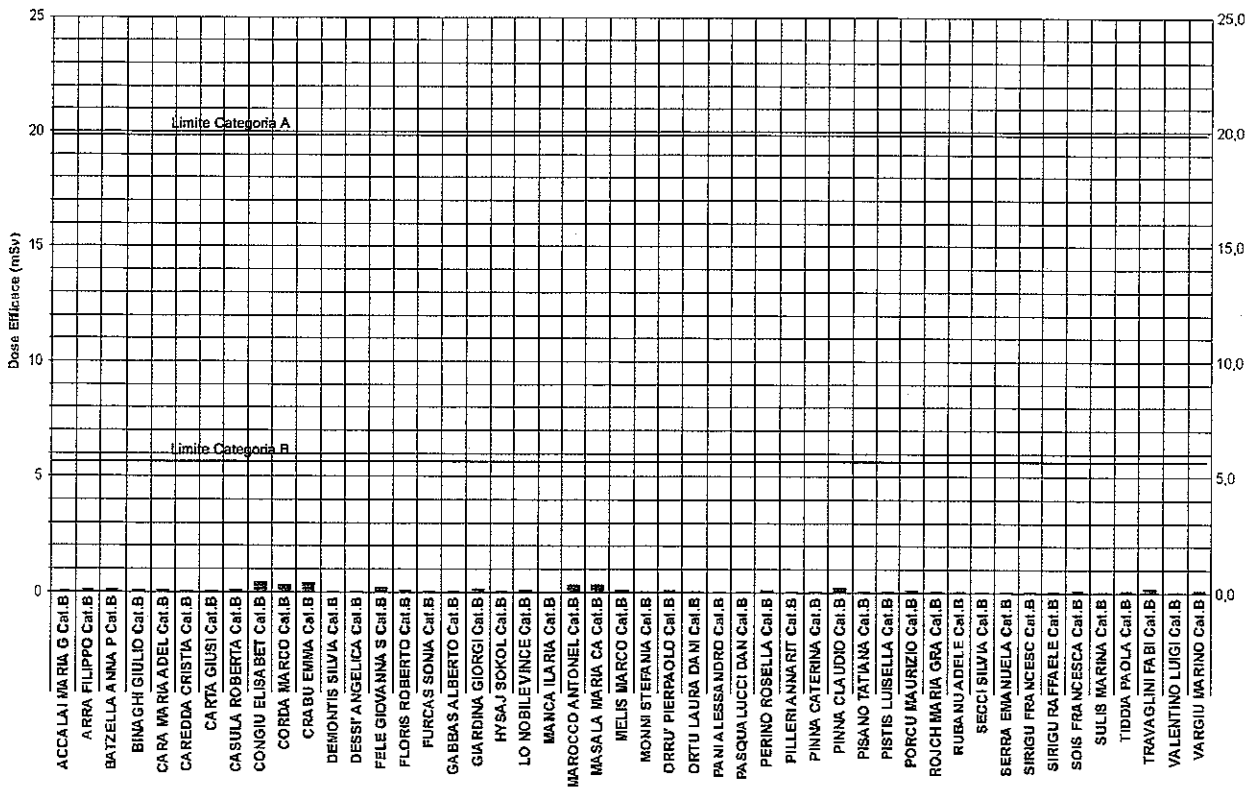 25
25,0
Limite Categoria A
20
20,0
15
15,0
Dose Efficace (mSv)
10
10,0
Limite Categoria B
5
5,0
0
0,0
ACCALAI MARIA G Cat.B
ARRA FILIPPO Cat.B
BATZELLA ANNA P Cat.B
BINAGHI GIULIO Cat.B
CARA MARIA ADEL Cat.B
CAREDDA CRISTIA Cat.B
CARTA GIUSI Cat.B
CASULA ROBERTA Cat.B
CONGIU ELISABET Cat.B
CORDA MARCO Cat.B
CRABU EMMA Cat.B
DEMONTIS SILVIA Cat.B
DESSI' ANGELICA Cat.B
FELE GIOVANNA S Cat.B
FLORIS ROBERTO Cat.B
FURCAS SONIA Cat.B
GABBAS ALBERTO Cat.B
GIARDINA GIORGI Cat.B
HYSAJ SOKOL Cat.B
LO NOBILE VINCE Cat.B
MANCA ILARIA Cat.B
MAROCCO ANTONEL Cat.B
MASALA MARIA CA Cat.B
MELIS MARCO Cat.B
MONNI STEFANIA Cat.B
ORRU' PIERPAOLO Cat.B
ORTU LAURA DANI Cat.B
PANI ALESSANDRO Cat.B
PASQUALUCCI DAN Cat.B
PERINO ROSELLA Cat.B
PILLERI ANNARIT Cat.B
PINNA CATERINA Cat.B
PINNA CLAUDIO Cat.B
PISANO TATIANA Cat.B
PISTIS LUISELLA Cat.B
PORCU MAURIZIO Cat.B
ROJCH MARIA GRA Cat.B
RUBANU ADELE Cat.B
SECCI SILVIA Cat.B
SERRA EMANUELA Cat.B
SIRIGU FRANCESC Cat.B
SIRIGU RAFFAELE Cat.B
SOIS FRANCESCA Cat.B
SULIS MARINA Cat.B
TIDDIA PAOLA Cat.B
TRAVAGLINI FABI Cat.B
VALENTINO LUIGI Cat.B
VARGIU MARINO Cat.B